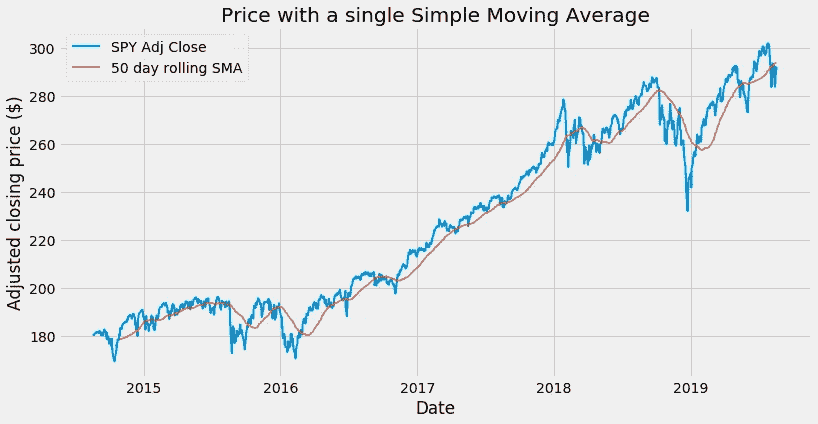 Price with a single Simple Moving Average
SPY Adj Close
50 day rolling SMA
Adjusted closing price ($)
300
280
260
240
220
200
180
2015 2016 2017 2018 2019
Date